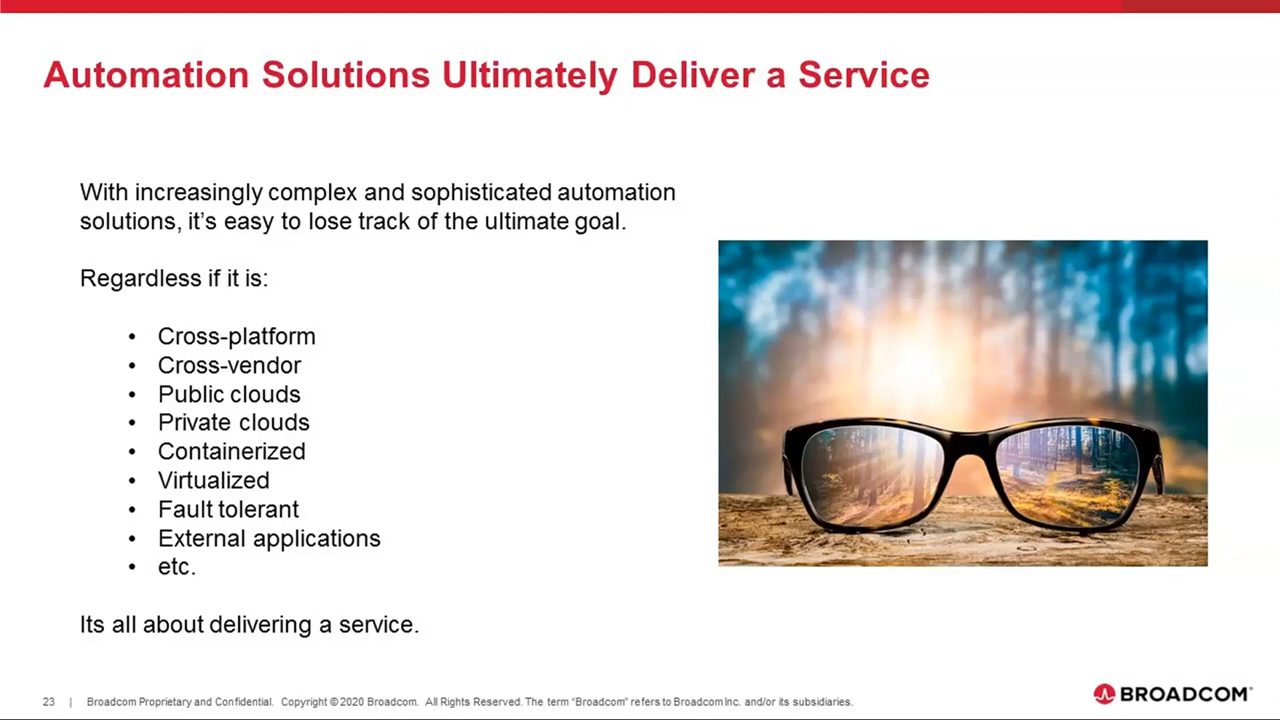 Automation Solutions Ultimately Deliver a Service
With increasingly complex and sophisticated automation
solutions, it's easy to lose track of the ultimate goal.
Regardless if it is:
• Cross-platform
• Cross-vendor
• Public clouds
• Private clouds
• Containerized
• Virtualized
• Fault tolerant
• External applications
• etc.
Its all about delivering a service.
23 | Broadcom Proprietary and Confidential. Copyright © 2020 Broadcom. All Rights Reserved. The term “Broadcom” refers to Broadcom Inc. and/or its subsidiaries.
BROADCOM®